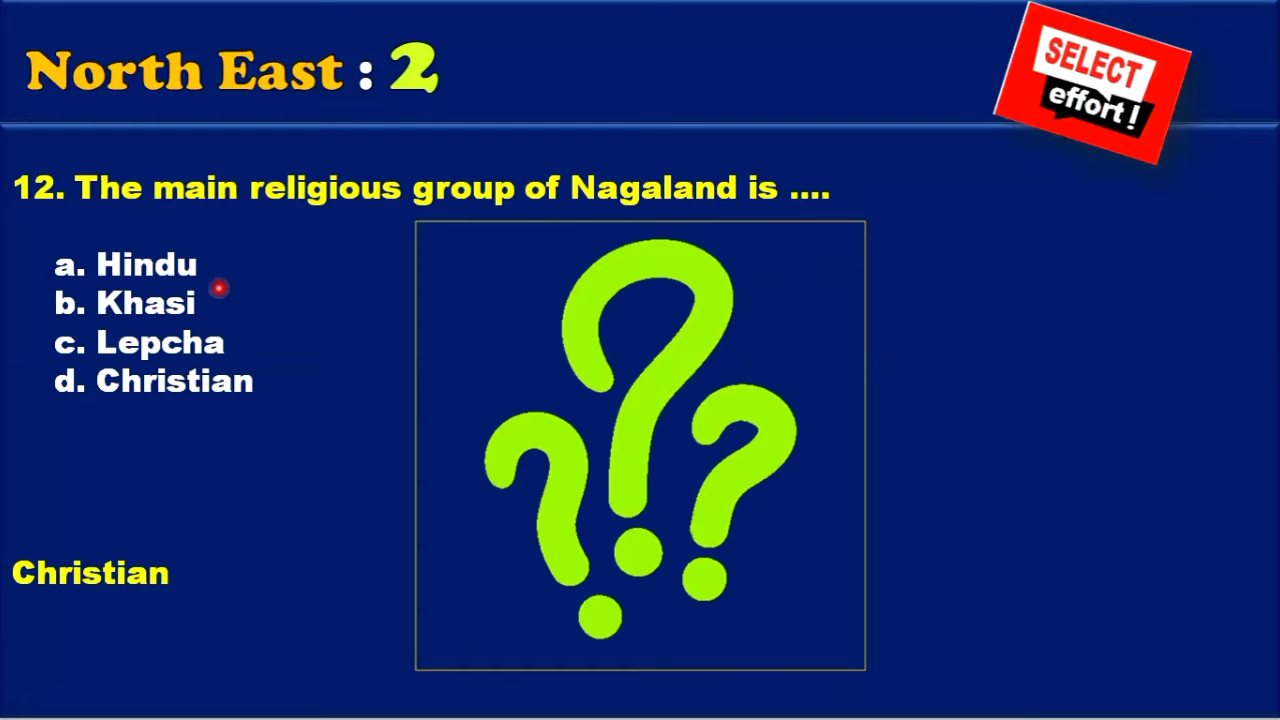 North East : 2
SELECT
effort !
12. The main religious group of Nagaland is ....
a. Hindu
b. Khasi
c. Lepcha
d. Christian
Christian